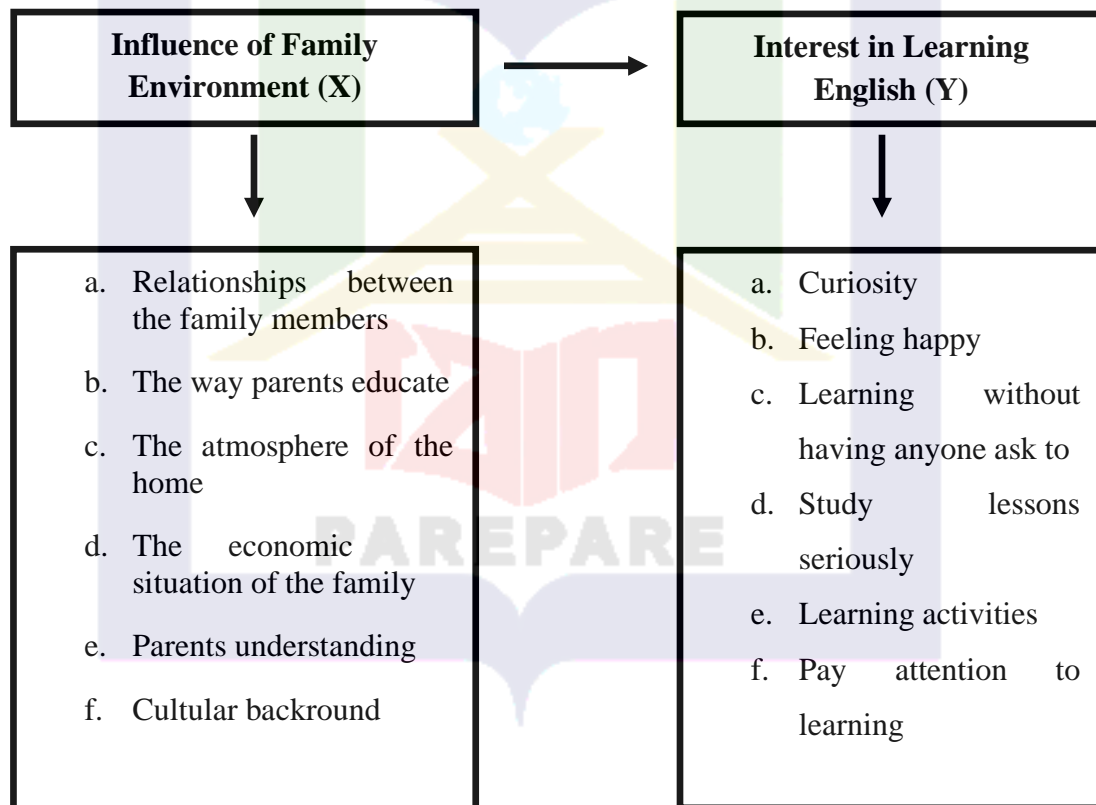 Influence of Family
Environment (X)
Interest in Learning
English (Y)
a. Relationships between
the family members
b. The way parents educate
c. The atmosphere of the
home
d. The economic
situation of the family
e. Parents understanding
f. Cultular backround
a. Curiosity
b. Feeling happy
c. Learning without
having anyone ask to
d. Study lessons
seriously
e. Learning activities
f. Pay attention to
learning
PAREPARE